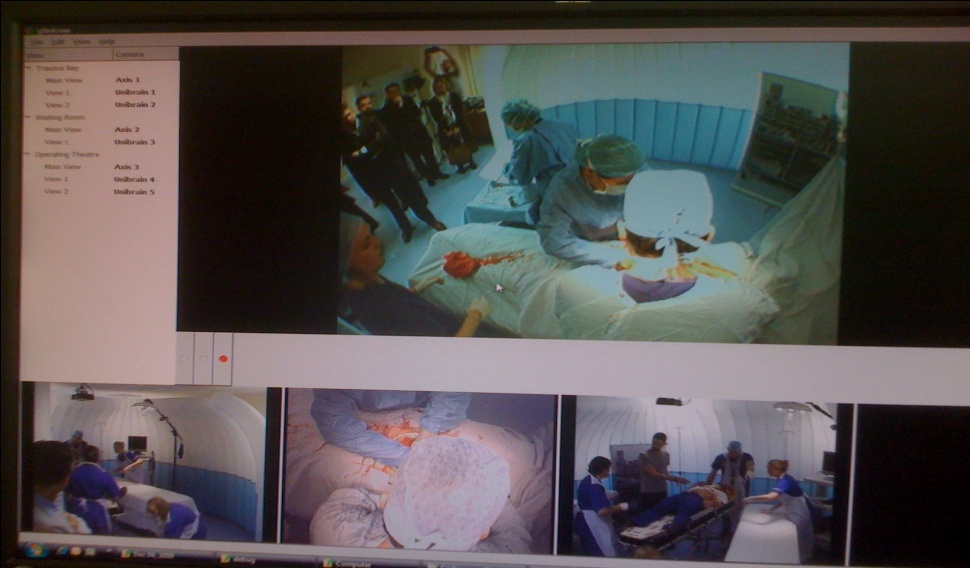 File Edit View Help
View Camera
Trauma Bay
Main View Axis 1
View 1 Unibrain 1
View 2 Unibrain 2
Waiting Room
Main View Axis 2
View 1 Unibrain 3
Operating Theatre
Main View Axis 3
View 1 Unibrain 4
View 2 Unibrain 5
debug
Computer